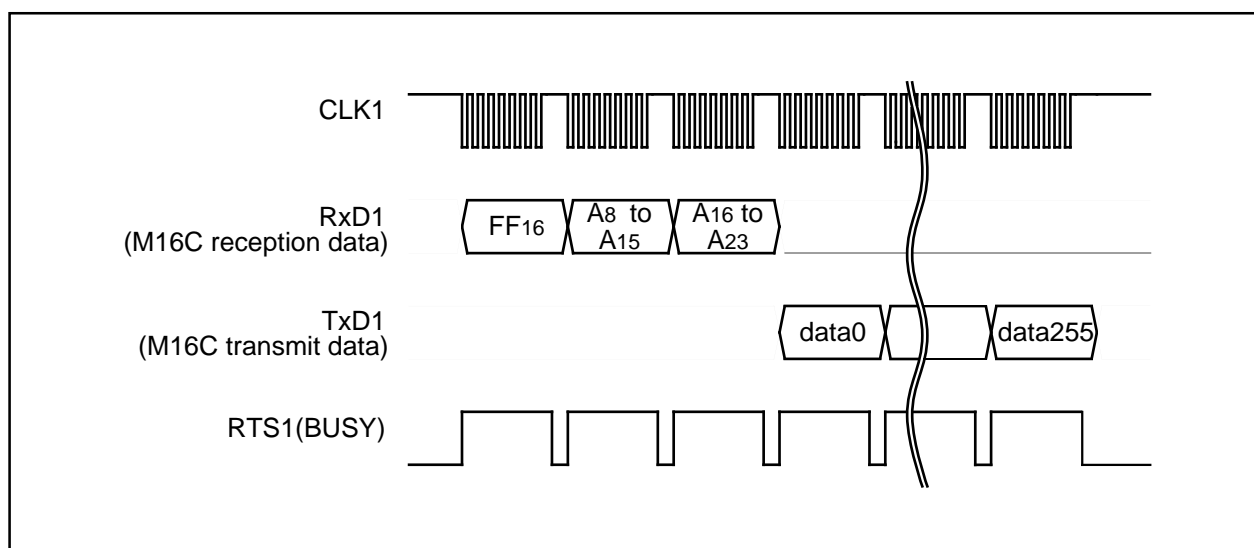 CLK1
RxD1
(M16C reception data)
FF16
A8 to
A15
A16 to
A23
TxD1
(M16C transmit data)
data0
data255
RTS1(BUSY)